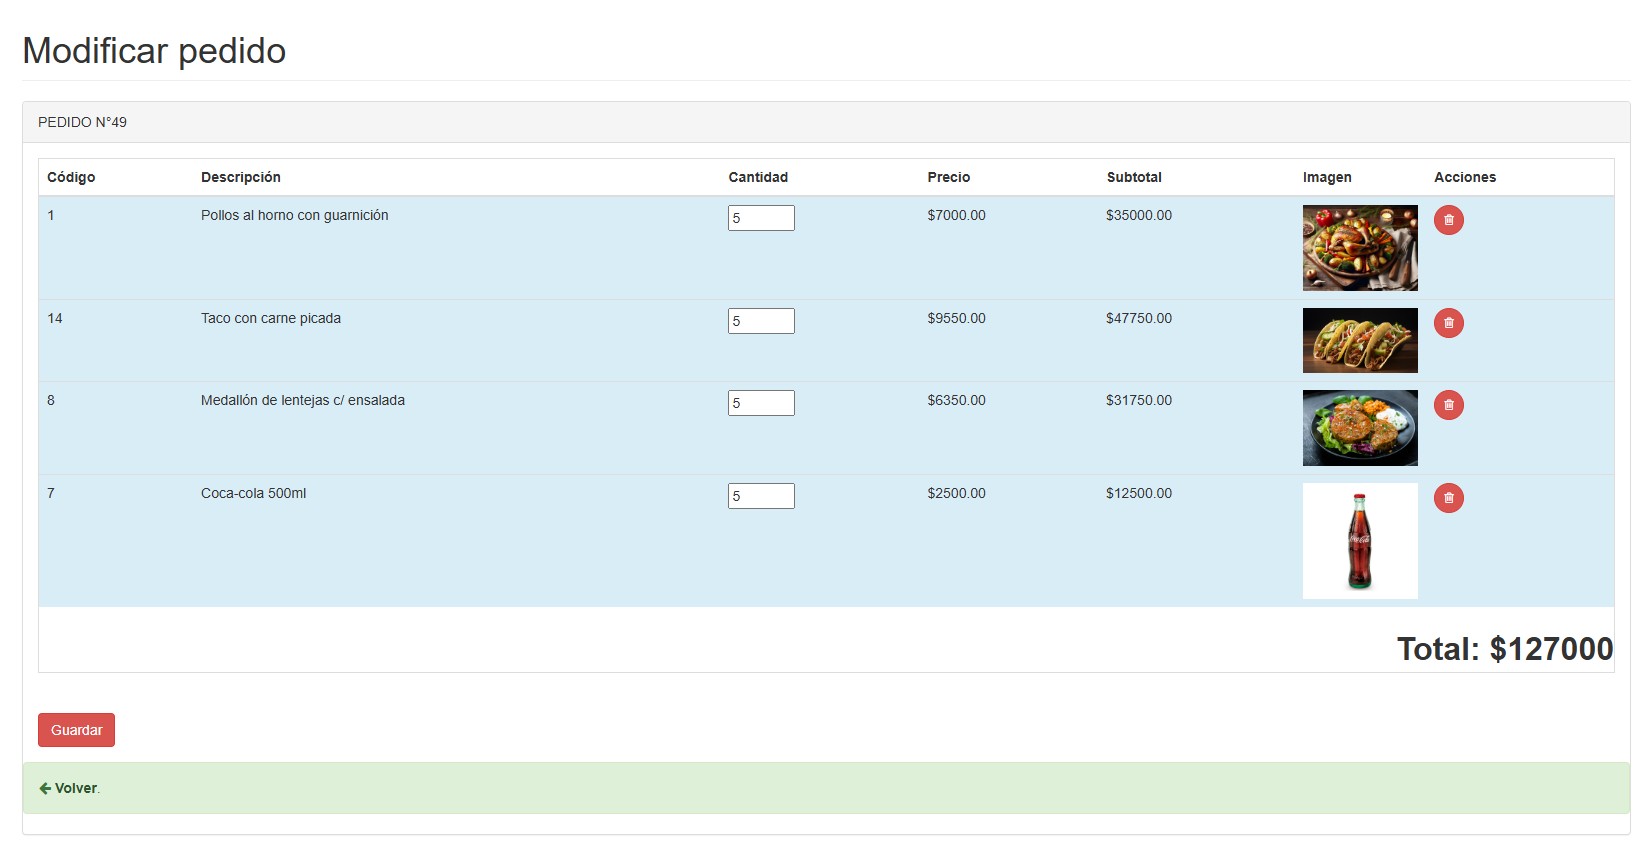 Modificar pedido
PEDIDO N°49
Código Descripción Cantidad Precio Subtotal Imagen Acciones
1 Pollos al horno con guarnición 5 $7000.00 $35000.00
14 Taco con carne picada 5 $9550.00 $47750.00
8 Medallón de lentejas c/ ensalada 5 $6350.00 $31750.00
7 Coca-cola 500ml 5 $2500.00 $12500.00
Coca-Cola
Total: $127000
Guardar
Volver.